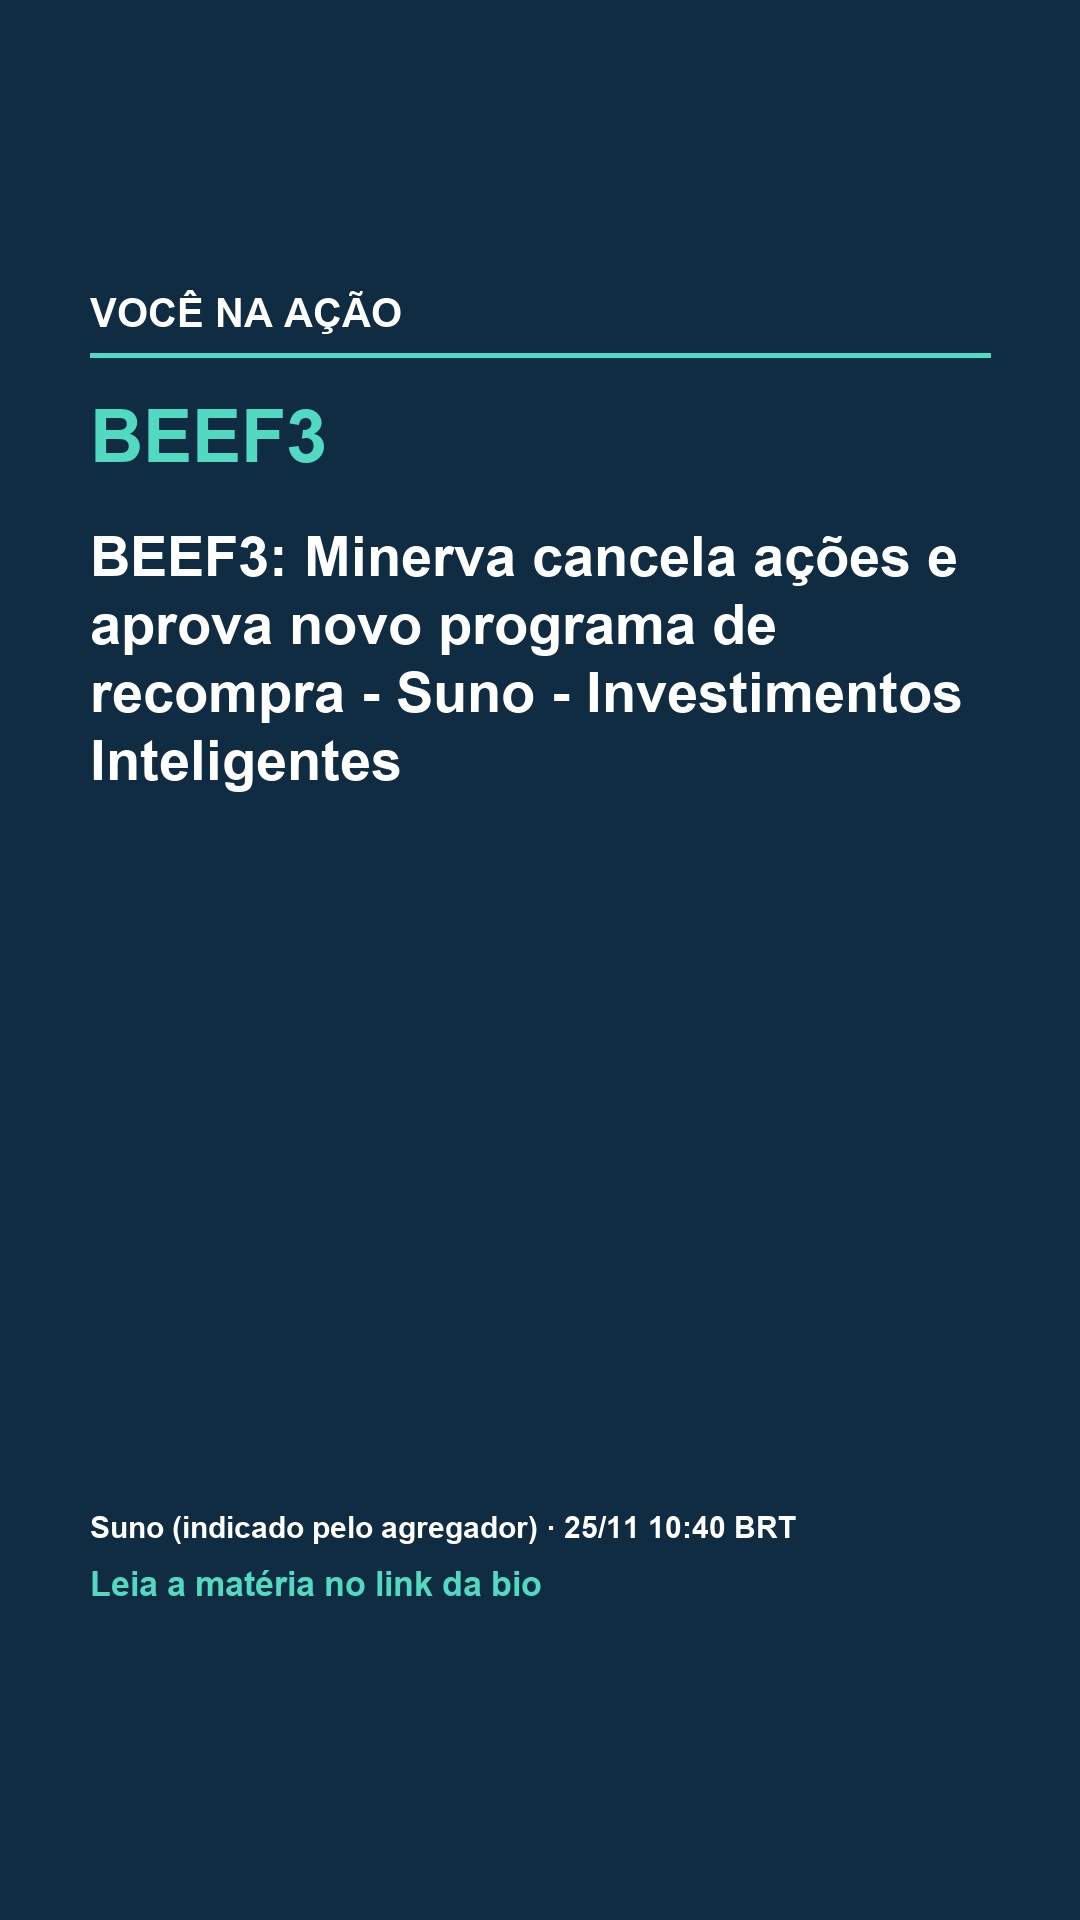 VOCÊ NA AÇÃO
BEEF3
BEEF3: Minerva cancela ações e
aprova novo programa de
recompra - Suno - Investimentos
Inteligentes
Suno (indicado pelo agregador) · 25/11 10:40 BRT
Leia a matéria no link da bio